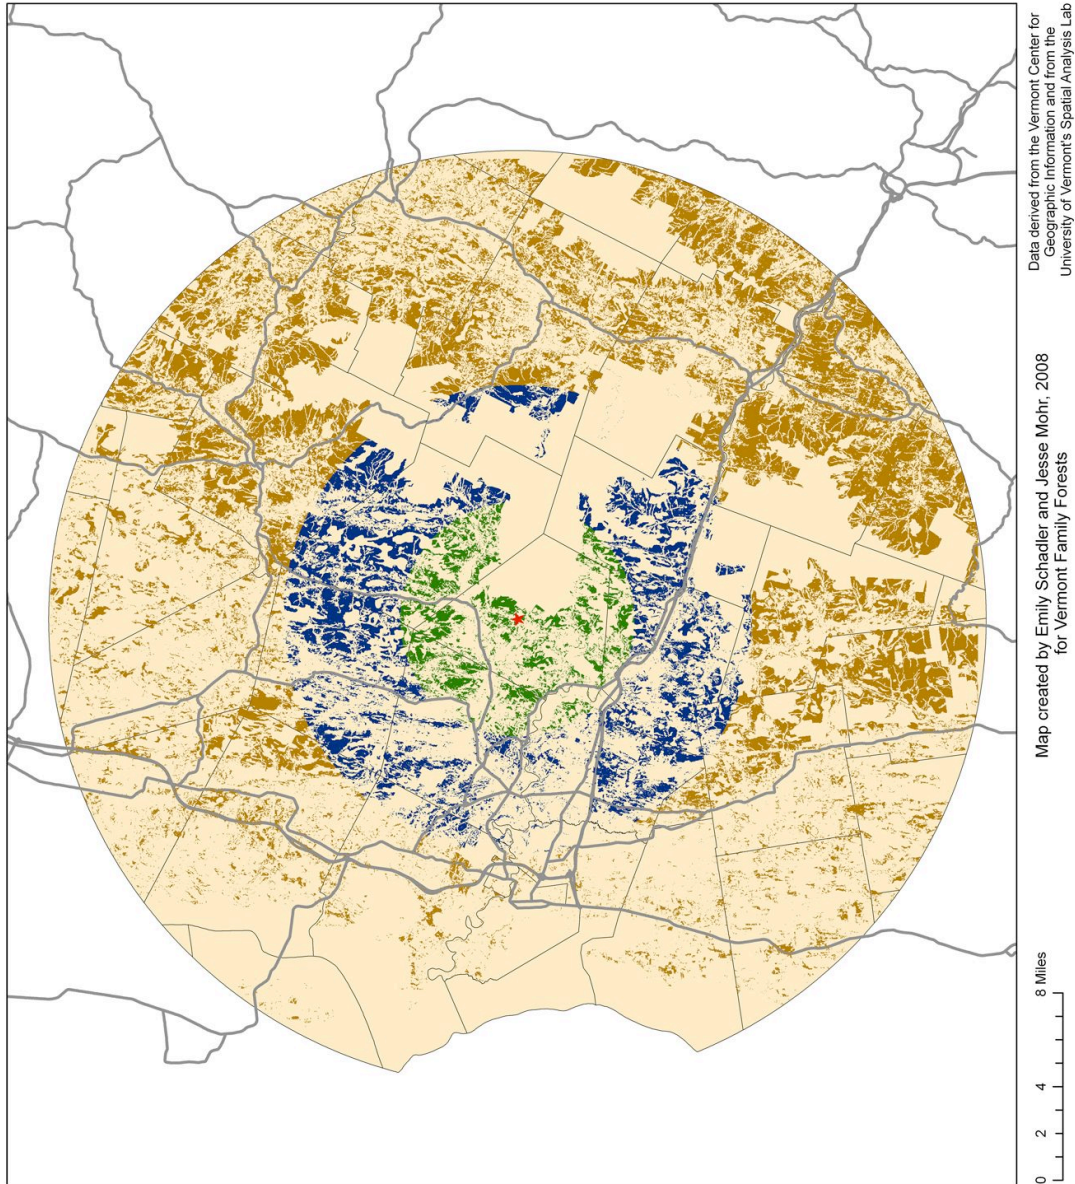 Data derived from the Vermont Center for
Geographic Information and from the
University of Vermont's Spatial Analysis Lab
Map created by Emily Schadler and Jesse Mohr, 2008
for Vermont Family Forests
0 2 4 8 Miles